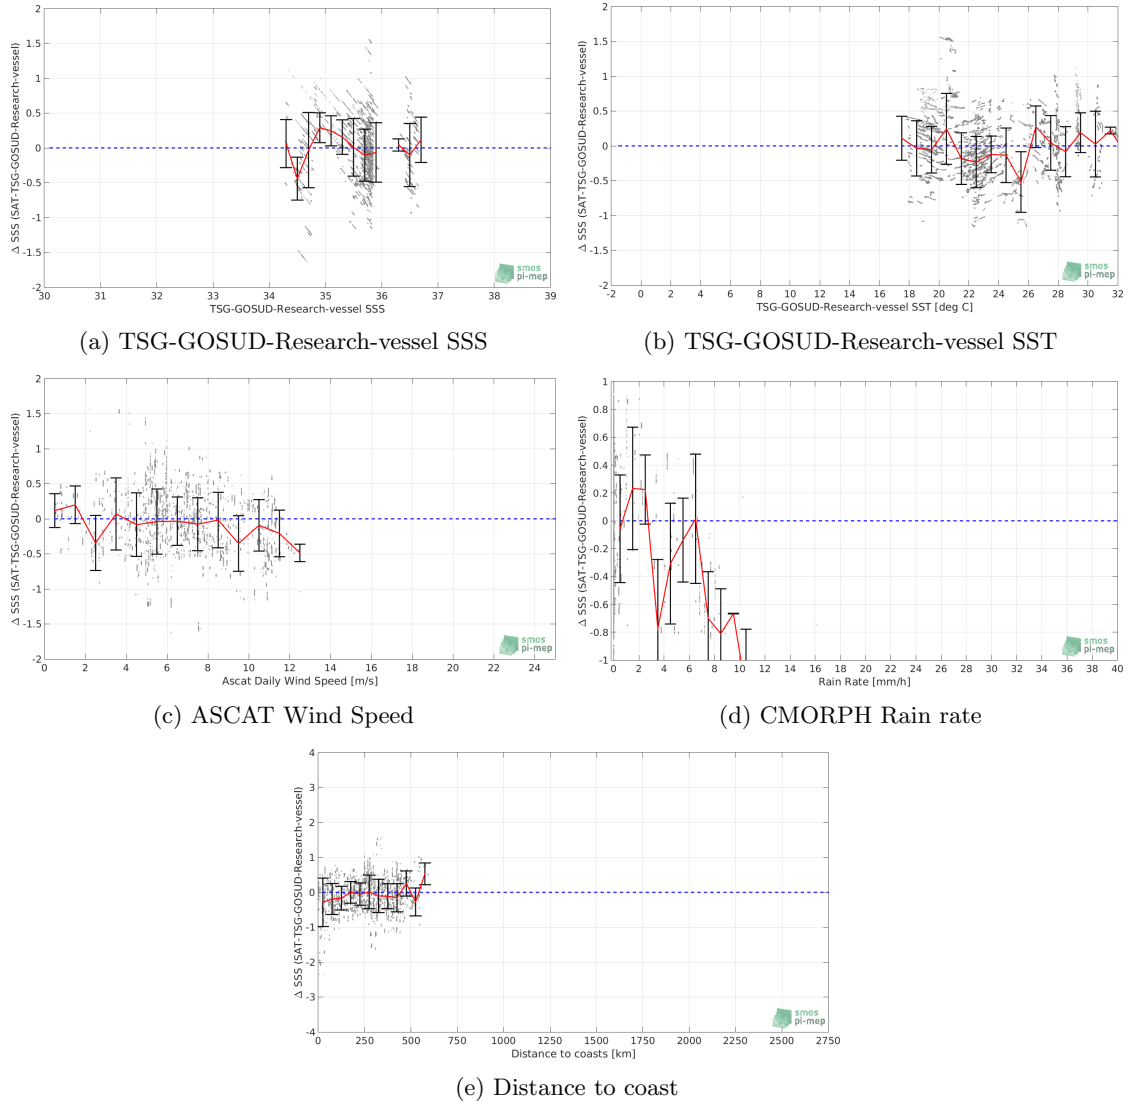 2
1.5
1
0.5
0
-0.5
-1
-1.5
-2
Δ SSS (SAT-TSG-GOSUD-Research-vessel)
30 31 32 33 34 35 36 37 38 39
TSG-GOSUD-Research-vessel SSS
smos
pi-mep
(a) TSG-GOSUD-Research-vessel SSS
2
1.5
1
0.5
0
-0.5
-1
-1.5
-2
Δ SSS (SAT-TSG-GOSUD-Research-vessel)
-2 0 2 4 6 8 10 12 14 16 18 20 22 24 26 28 30 32
TSG-GOSUD-Research-vessel SST [deg C]
smos
pi-mep
(b) TSG-GOSUD-Research-vessel SST
2
1.5
1
0.5
0
-0.5
-1
-1.5
-2
Δ SSS (SAT-TSG-GOSUD-Research-vessel)
0 2 4 6 8 10 12 14 16 18 20 22 24
Ascat Daily Wind Speed [m/s]
smos
pi-mep
(c) ASCAT Wind Speed
1
0.8
0.6
0.4
0.2
0
-0.2
-0.4
-0.6
-0.8
-1
Δ SSS (SAT-TSG-GOSUD-Research-vessel)
0 2 4 6 8 10 12 14 16 18 20 22 24 26 28 30 32 34 36 38 40
Rain Rate [mm/h]
smos
pi-mep
(d) CMORPH Rain rate
4
3
2
1
0
-1
-2
-3
-4
Δ SSS (SAT-TSG-GOSUD-Research-vessel)
0 250 500 750 1000 1250 1500 1750 2000 2250 2500 2750
Distance to coasts [km]
smos
pi-mep
(e) Distance to coast